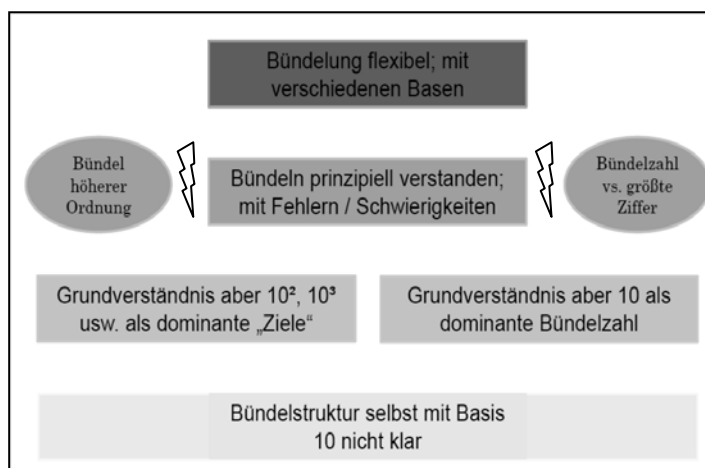 Bündelung flexibel; mit
verschiedenen Basen
Bündel
höherer
Ordnung
Bündeln prinzipiell verstanden;
mit Fehlern / Schwierigkeiten
Bündelzahl
vs. größte
Ziffer
Grundverständnis aber 10², 10³
usw. als dominante „Ziele“
Grundverständnis aber 10 als
dominante Bündelzahl
Bündelstruktur selbst mit Basis
10 nicht klar